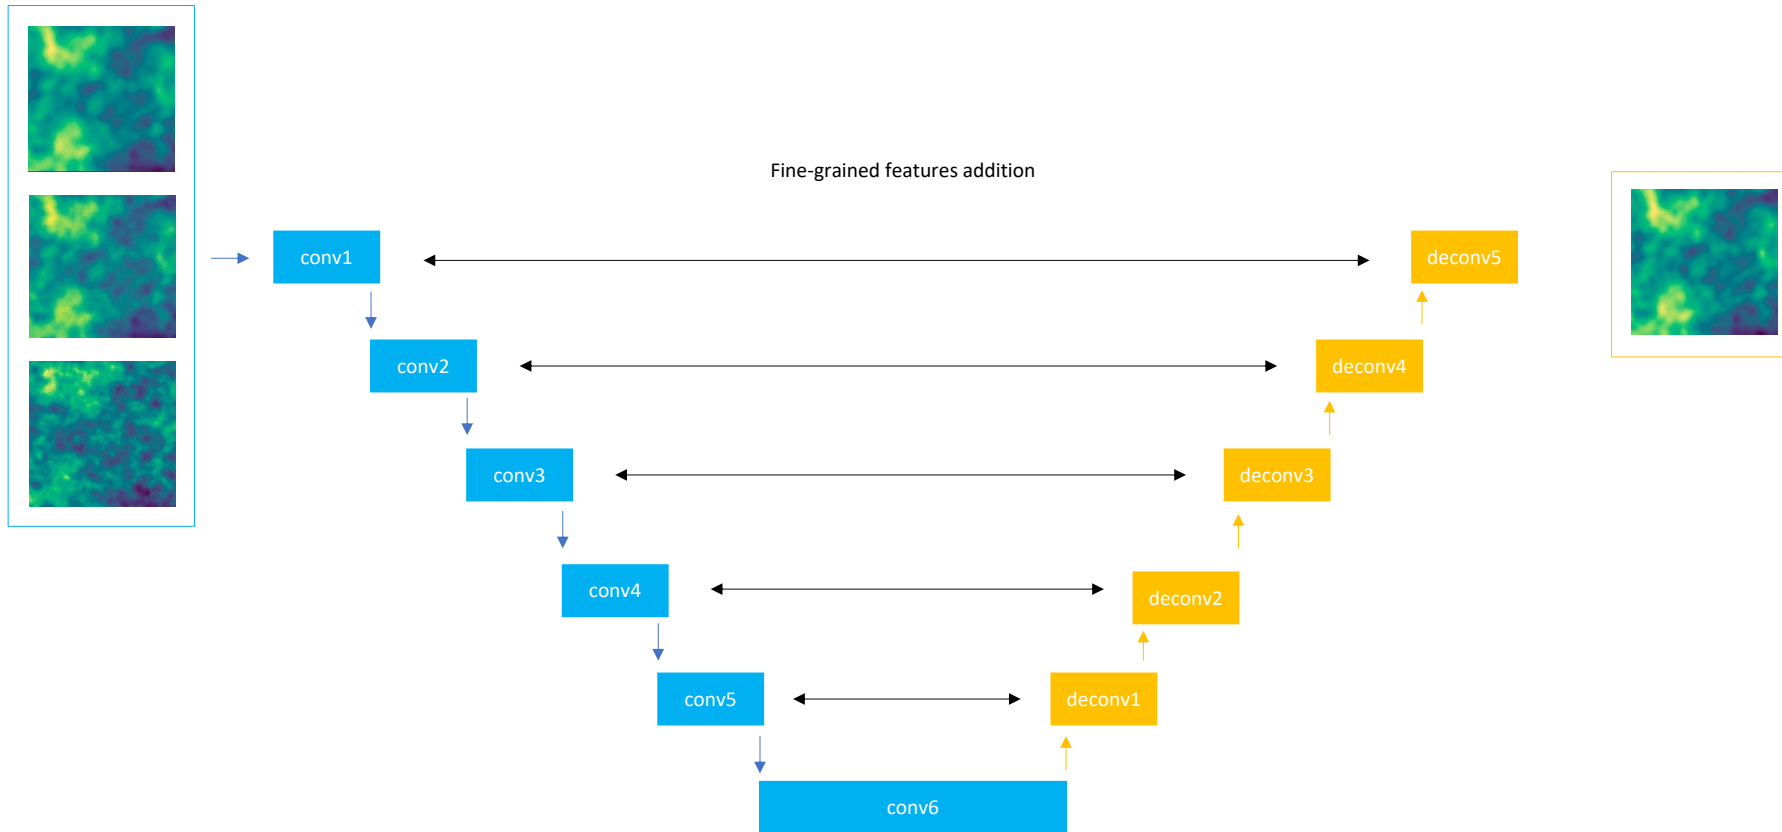 Fine-grained features addition
conv1
deconv5
conv2
deconv4
conv3
deconv3
conv4
deconv2
conv5
deconv1
conv6